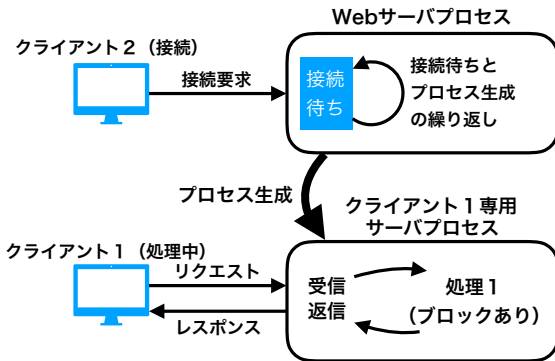 Webサーバプロセス
クライアント２（接続）
接続要求
接続
待ち
接続待ちと
プロセス生成
の繰り返し
プロセス生成
クライアント１専用
サーバプロセス
クライアント１（処理中）
リクエスト
レスポンス
受信
返信
処理１
（ブロックあり）